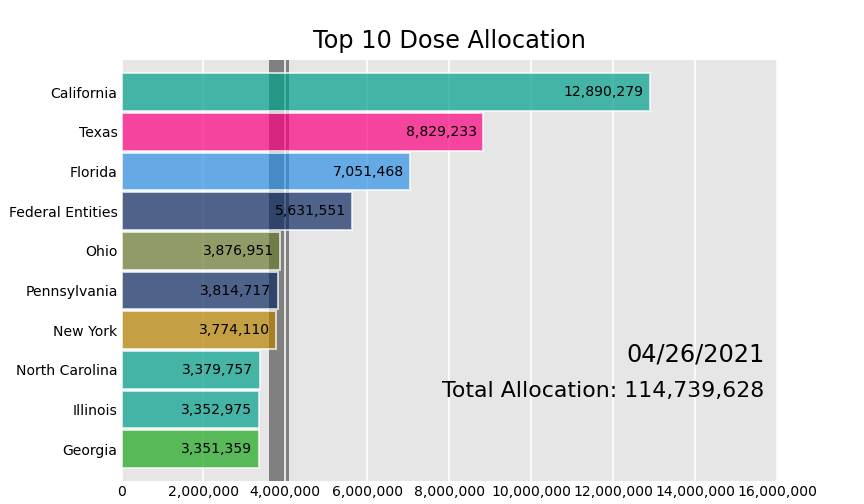 Top 10 Dose Allocation
California 12,890,279
Texas 8,829,233
Florida 7,051,468
Federal Entities 5,631,551
Ohio 3,876,951
Pennsylvania 3,814,717
New York 3,774,110
04/26/2021
North Carolina 3,379,757
Total Allocation: 114,739,628
Illinois 3,352,975
Georgia 3,351,359
0 2,000,000 4,000,000 6,000,000 8,000,000 10,000,000 12,000,000 14,000,000 16,000,000